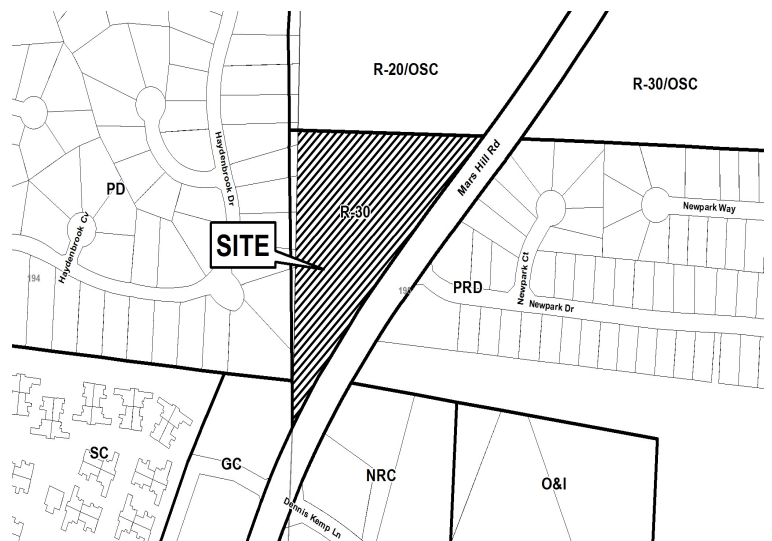 R-20/OSC
R-30/OSC
Mars Hill Rd
Haydenbrook Dr
PD
R-30
Newpark Way
SITE
Haydenbrook Cv
194
195
PRD
Newpark Ct
Newpark Dr
SC
GC
NRC
O&I
Dennis Kemp Ln